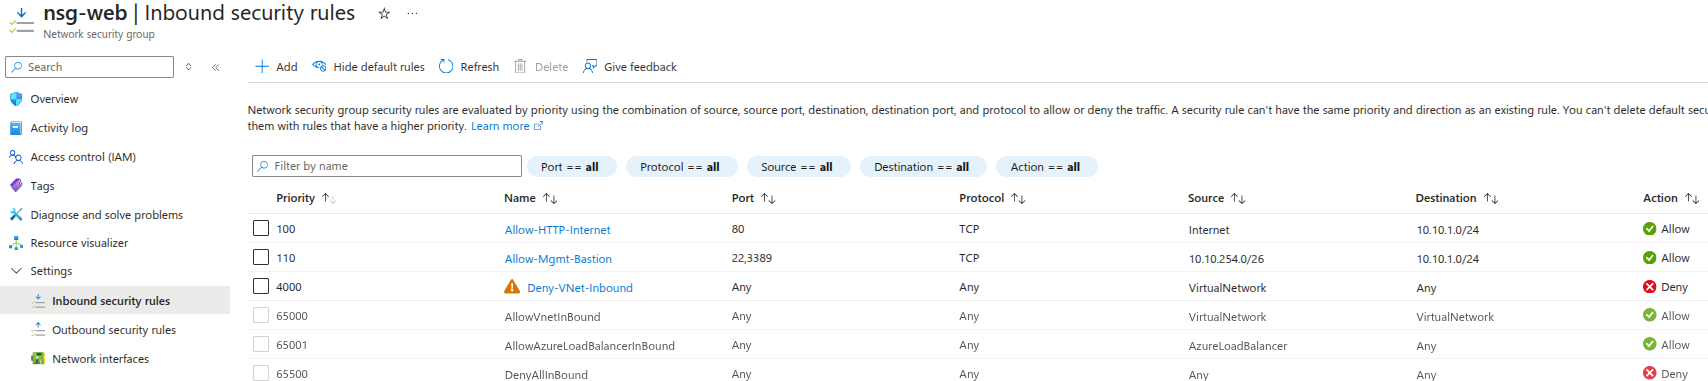 nsg-web | Inbound security rules
Network security group
Search
Add Hide default rules Refresh Delete Give feedback
Overview
Activity log
Access control (IAM)
Tags
Diagnose and solve problems
Resource visualizer
Settings
Inbound security rules
Outbound security rules
Network interfaces
Network security group security rules are evaluated by priority using the combination of source, source port, destination, destination port, and protocol to allow or deny the traffic. A security rule can't have the same priority and direction as an existing rule. You can't delete default
them with rules that have a higher priority. Learn more
Filter by name Port == all Protocol == all Source == all Destination == all Action == all
Priority Name Port Protocol Source Destination Action
100 Allow-HTTP-Internet 80 TCP Internet 10.10.1.0/24 Allow
110 Allow-Mgmt-Bastion 22,3389 TCP 10.10.254.0/26 10.10.1.0/24 Allow
4000 Deny-VNet-Inbound Any Any VirtualNetwork Any Deny
65000 AllowVnetInBound Any Any VirtualNetwork VirtualNetwork Allow
65001 AllowAzureLoadBalancerInBound Any Any AzureLoadBalancer Any Allow
65500 DenyAllInBound Any Any Any Any Deny